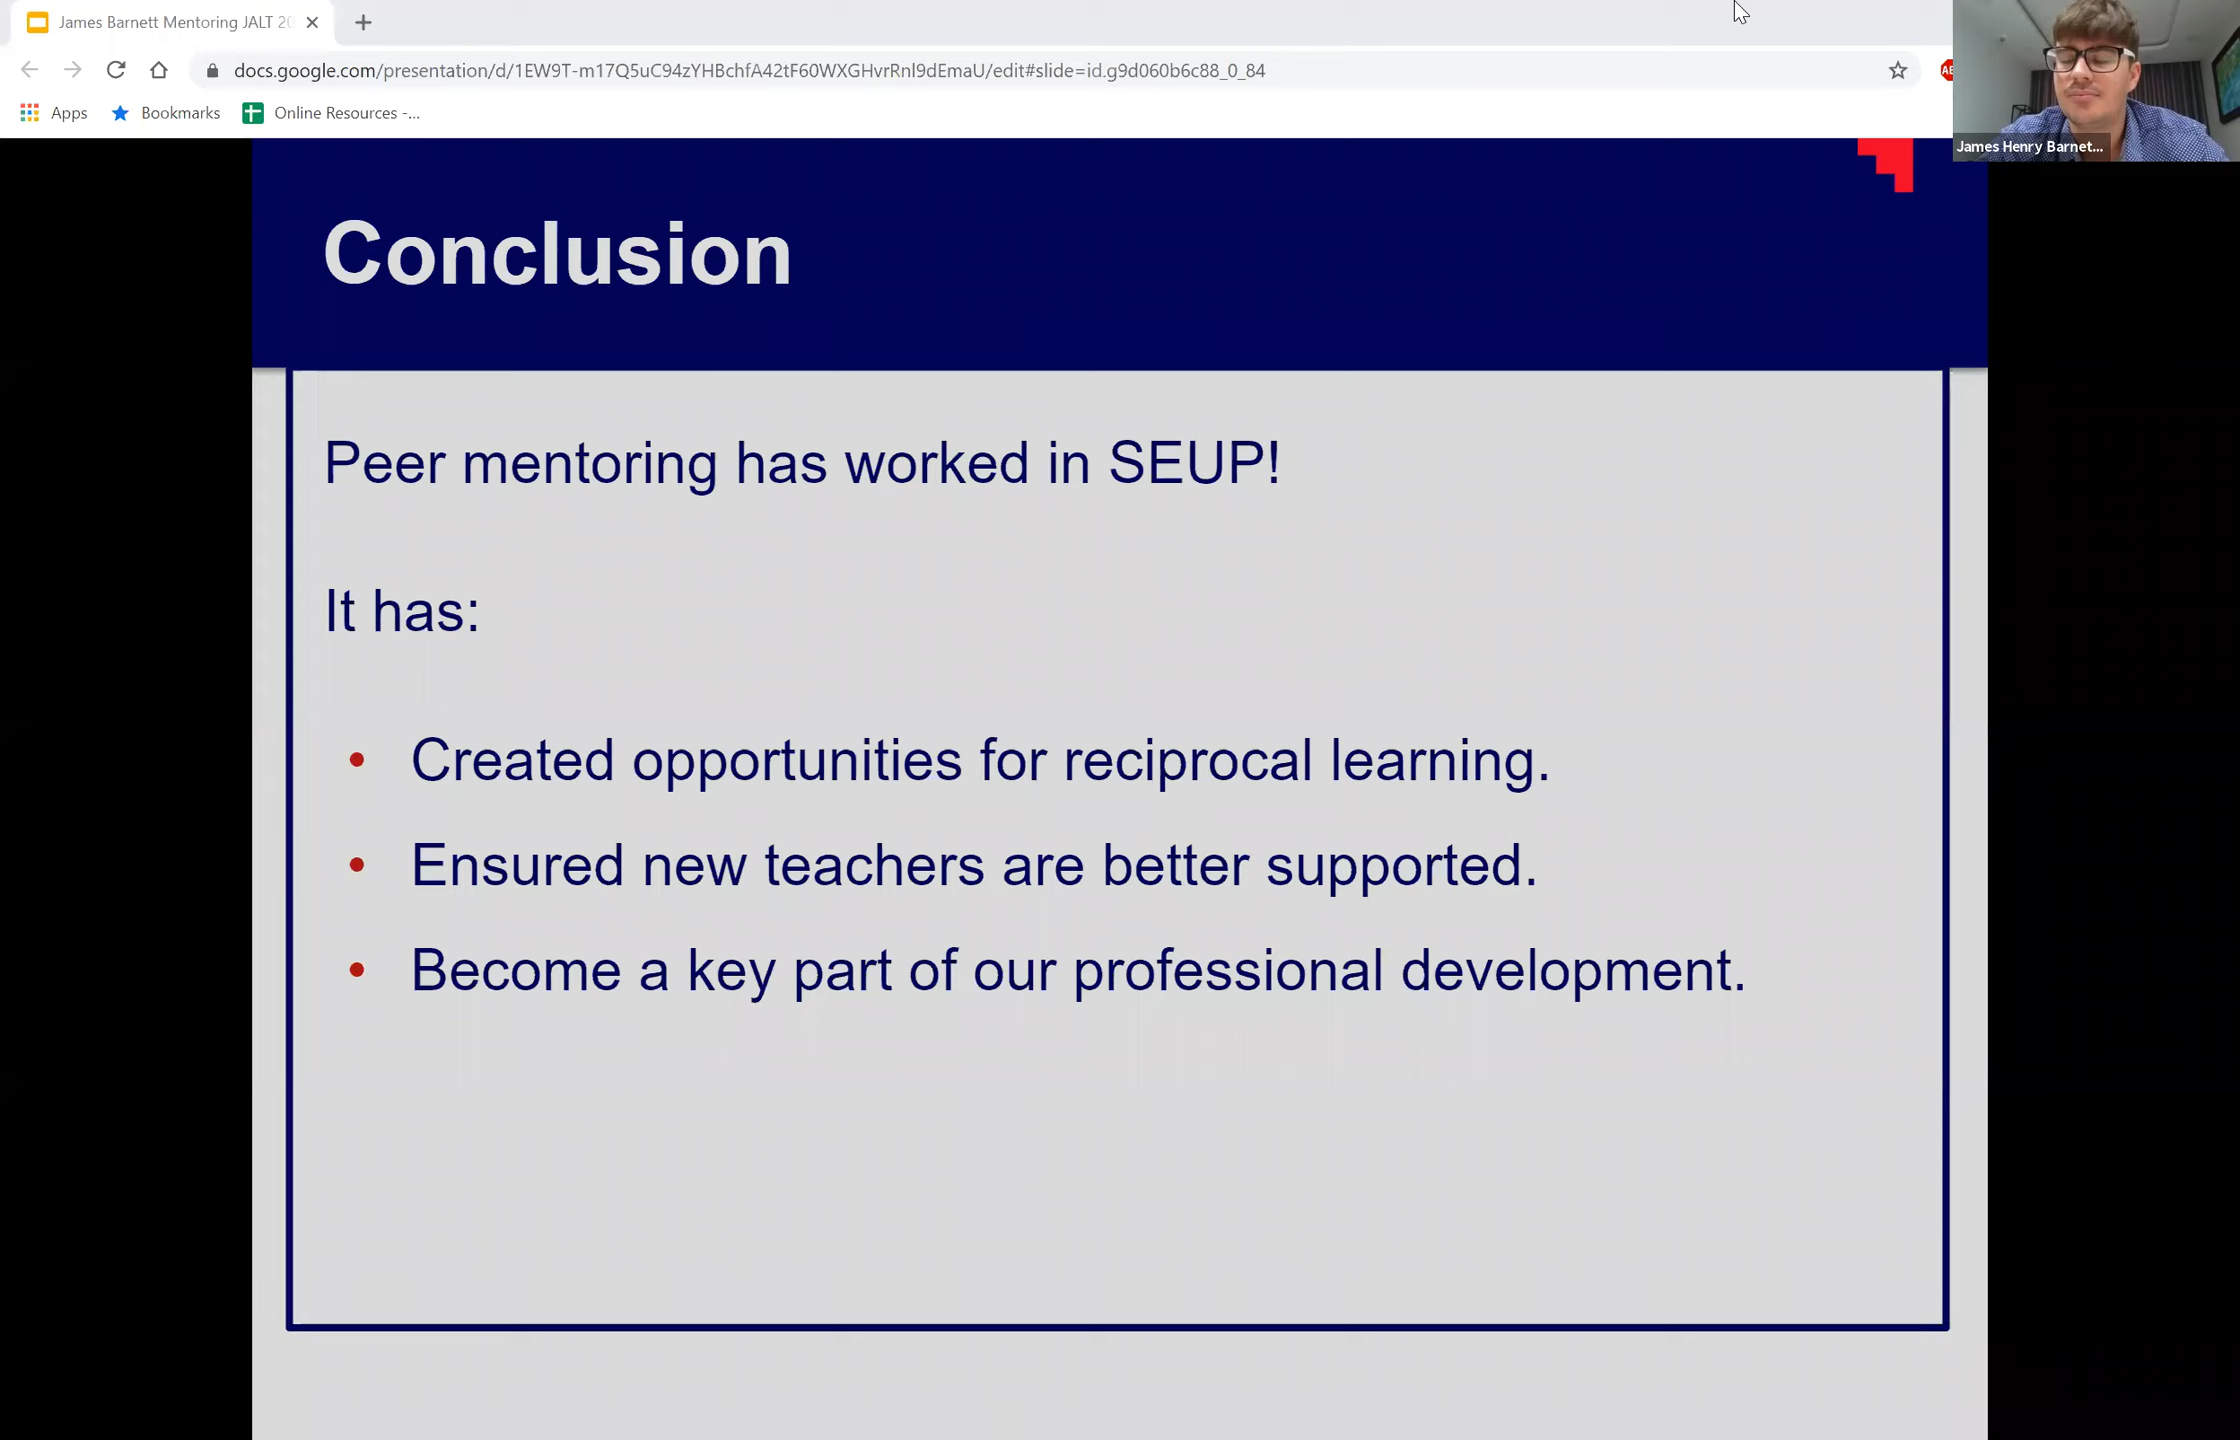 James Barnett Mentoring JALT 20
docs.google.com/presentation/d/1EW9T-m17Q5uC94zYHBchfA42tF60WXGHvrRnl9dEmaU/edit#slide=id.g9d060b6c88_0_84
Apps
Bookmarks
Online Resources -...
James Henry Barnet...
Conclusion
Peer mentoring has worked in SEUP!
It has:
• Created opportunities for reciprocal learning.
• Ensured new teachers are better supported.
• Become a key part of our professional development.